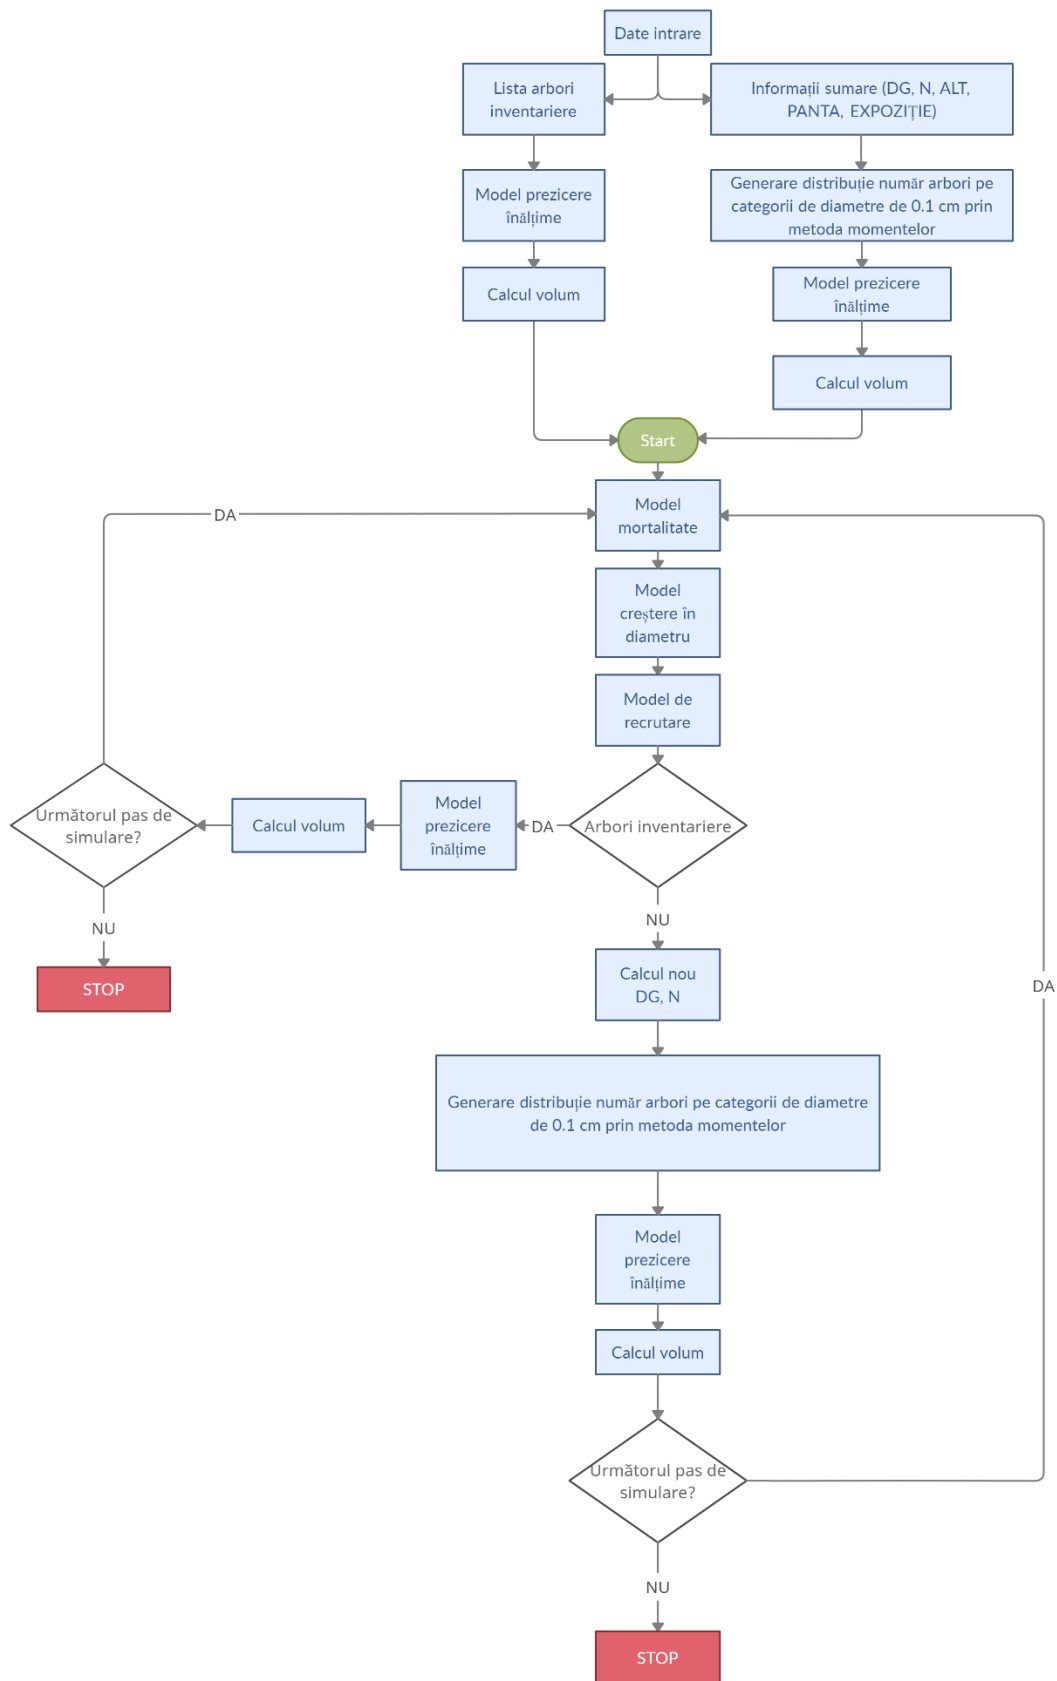 Date intrare
Lista arbori
inventariere
Informații sumare (DG, N, ALT,
PANTA, EXPOZIȚIE)
Model prezicere
înălțime
Generare distribuție număr arbori pe
categorii de diametre de 0.1 cm prin
metoda momentelor
Calcul volum
Model prezicere
înălțime
Calcul volum
Start
Model
mortalitate
DA
Model
creștere în
diametru
Model de
recrutare
Următorul pas de
simulare?
Calcul volum
Model
prezicere
înălțime
DA
Arbori inventariere
NU
NU
STOP
Calcul nou
DG, N
DA
Generare distribuție număr arbori pe categorii de diametre
de 0.1 cm prin metoda momentelor
Model
prezicere
înălțime
Calcul volum
Următorul pas de
simulare?
NU
STOP